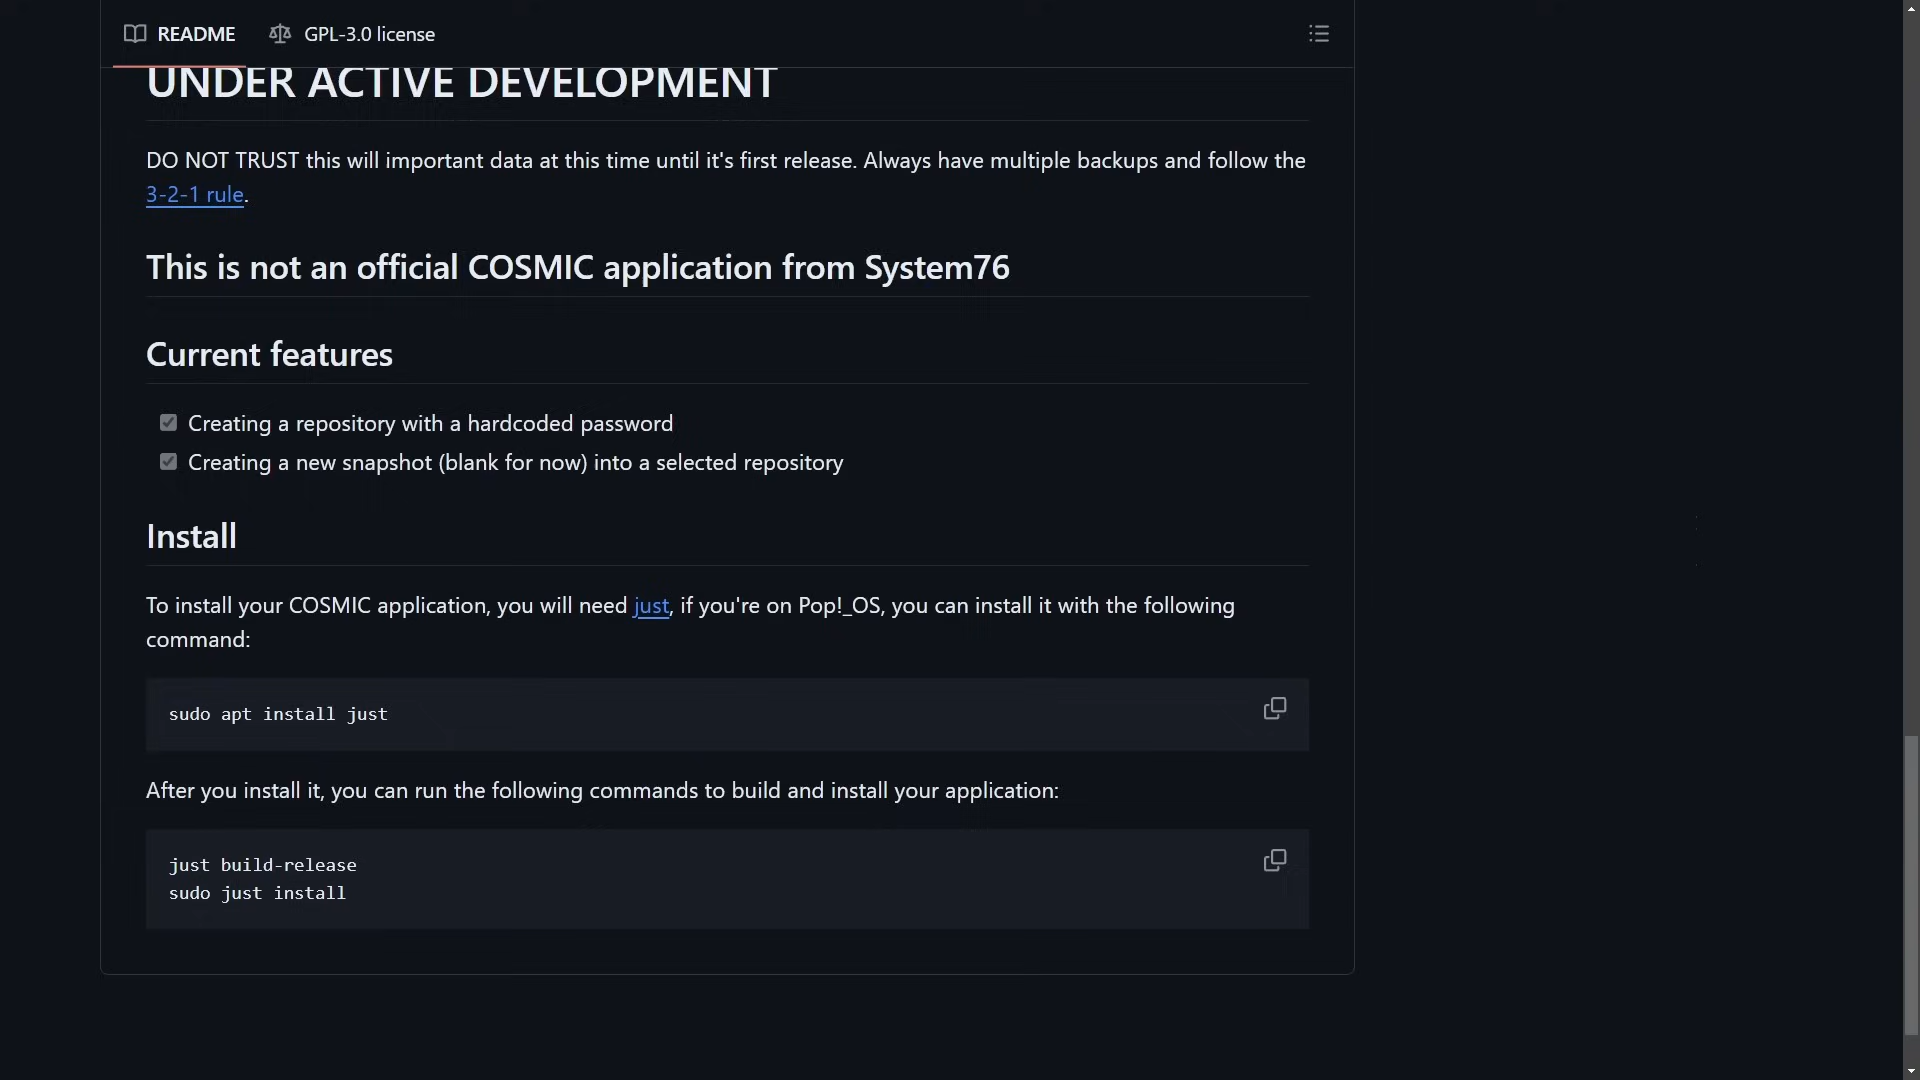 README
GPL-3.0 license
UNDER ACTIVE DEVELOPMENT
DO NOT TRUST this will important data at this time until it's first release. Always have multiple backups and follow the
3-2-1 rule.
This is not an official COSMIC application from System76
Current features
Creating a repository with a hardcoded password
Creating a new snapshot (blank for now) into a selected repository
Install
To install your COSMIC application, you will need just, if you're on Pop!_OS, you can install it with the following
command:
sudo apt install just
After you install it, you can run the following commands to build and install your application:
just build-release
sudo just install